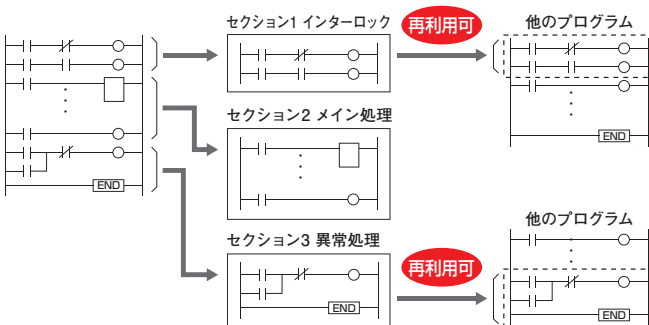 セクション1 インターロック
再利用可
他のプログラム
END
END
セクション2 メイン処理
セクション3 異常処理
再利用可
他のプログラム
END
END